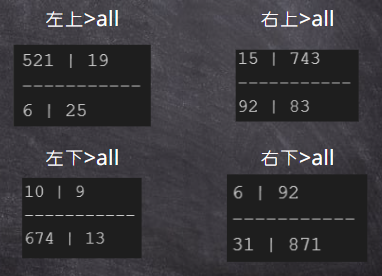 左上>all
521 | 19
------------
6 | 25
右上>all
15 | 743
-----------
92 | 83
左下>all
10 | 9
-----------
674 | 13
右下>all
6 | 92
-----------
31 | 871